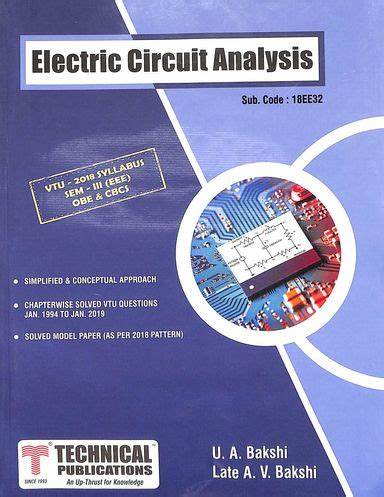 Electric Circuit Analysis
Sub. Code : 18EE32
VTU - 2018 SYLLABUS
SEM - III (EEE)
OBE & CBCS
SIMPLIFIED & CONCEPTUAL APPROACH
CHAPTERWISE SOLVED VTU QUESTIONS
JAN. 1994 TO JAN. 2019
SOLVED MODEL PAPER (AS PER 2018 PATTERN)
TECHNICAL
PUBLICATIONS
SINCE 1993
An Up-Thrust for Knowledge
U. A. Bakshi
Late A. V. Bakshi